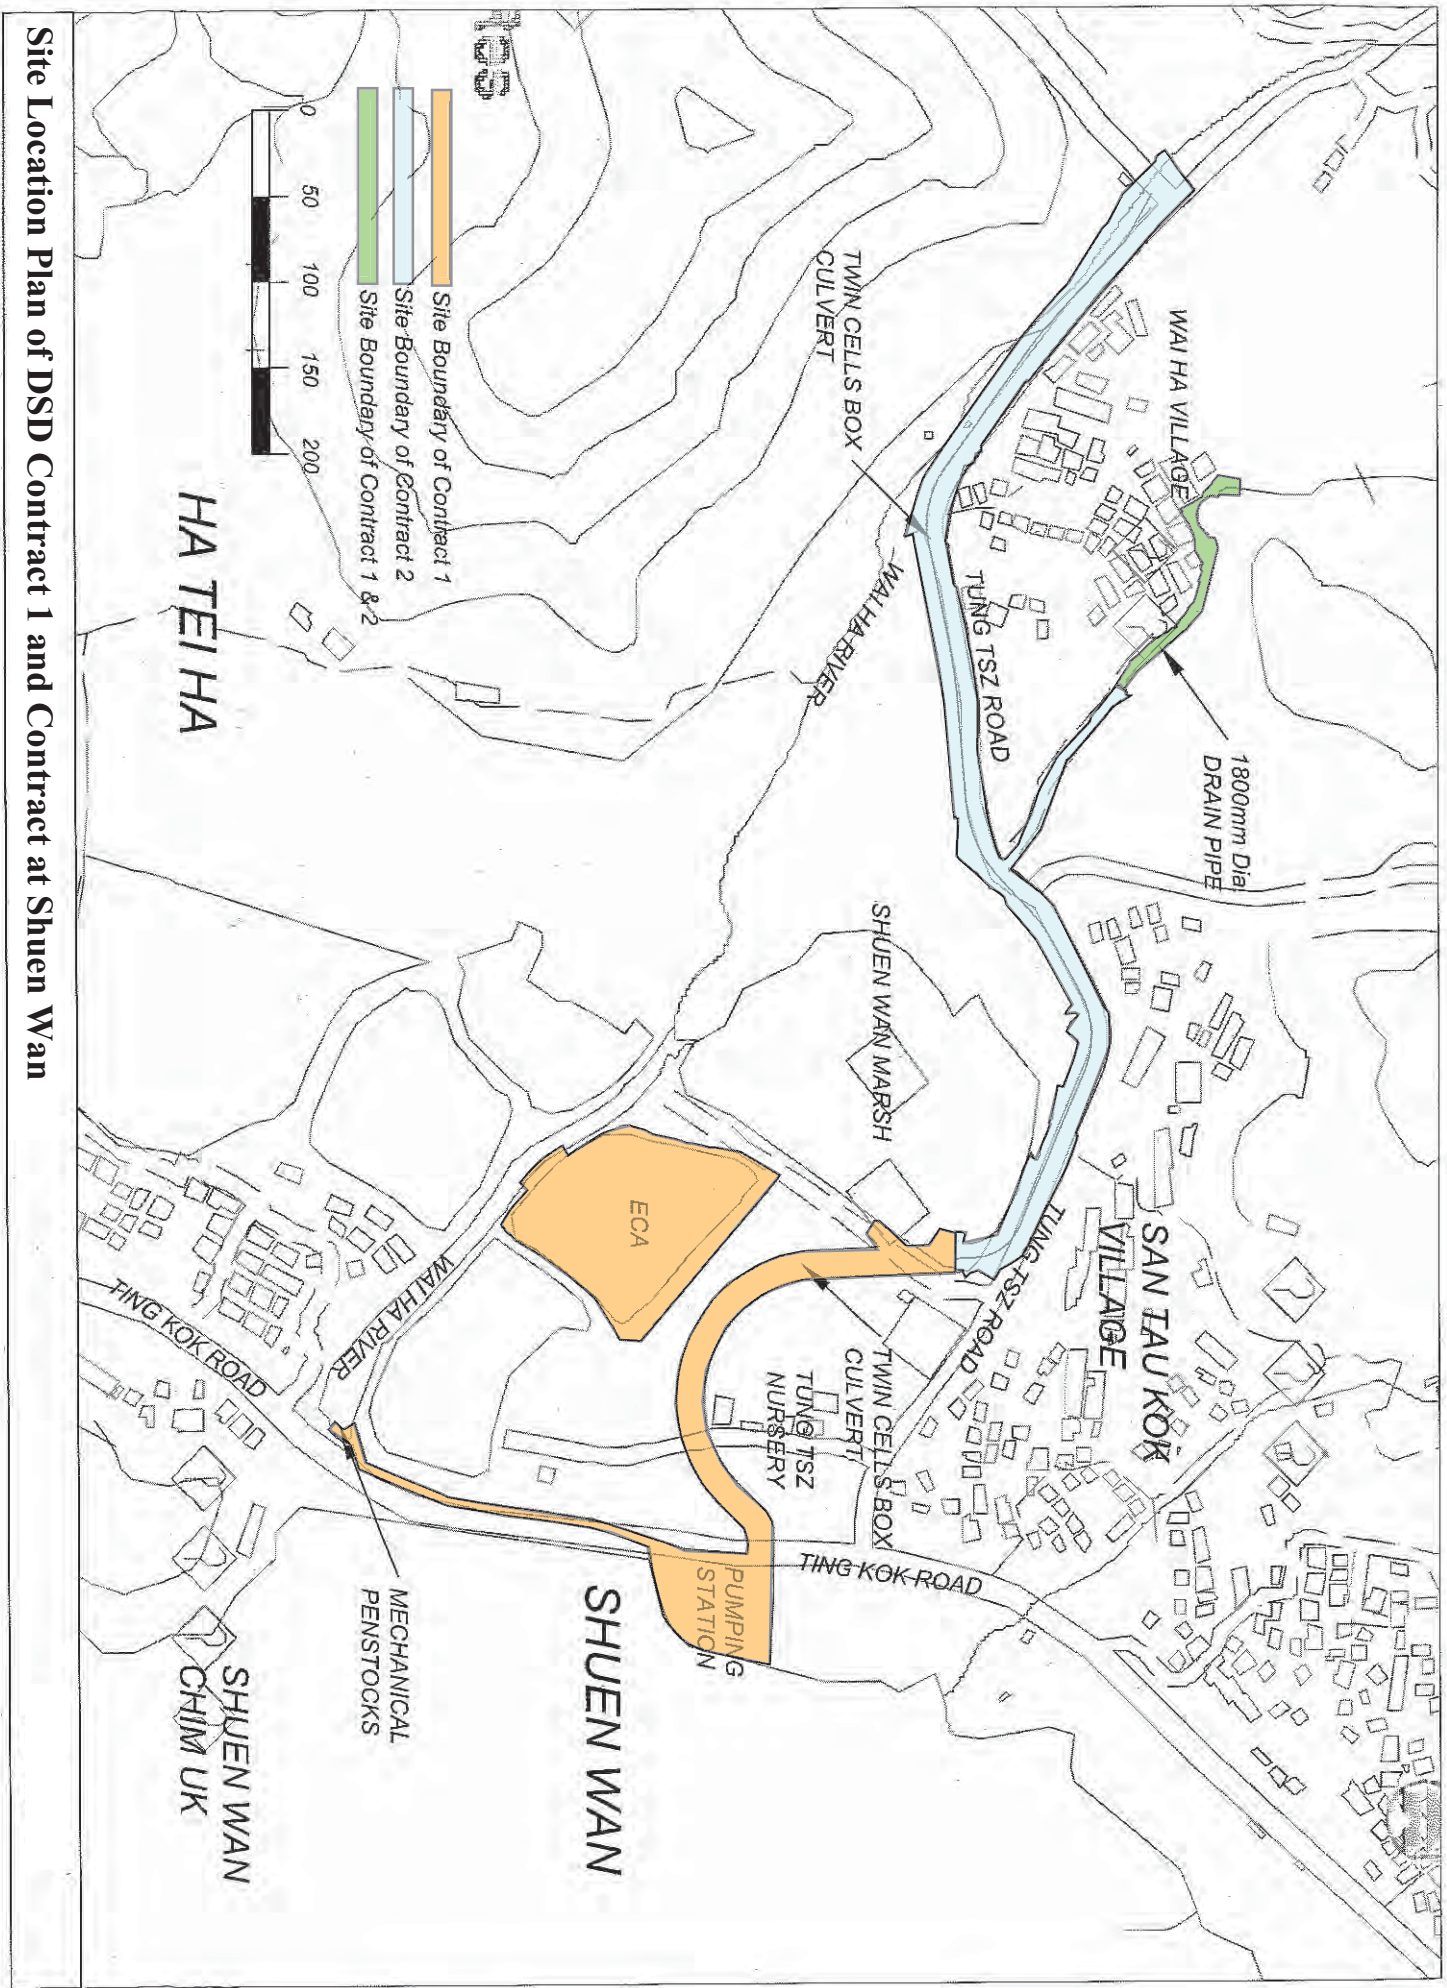 WAI HA VILLAGE
1800mm Dia
DRAIN PIPE
TWIN CELLS BOX
CULVERT
TUNG TSZ ROAD
WAI HA RIVER
SHUEN WAN MARSH
SAN TAU KOK
VILLAGE
TUNG TSZ ROAD
TWIN CELLS BOX
CULVERT
TUNG TSZ
NURSERY
ECA
TING KOK ROAD
PUMPING
STATION
SHUEN WAN
WAI HA RIVER
TING KOK ROAD
MECHANICAL
PENSTOCKS
SHUEN WAN
CHIM UK
HA TEI HA
Site Boundary of Contract 1
Site Boundary of Contract 2
Site Boundary of Contract 1 & 2
0 50 100 150 200
Site Location Plan of DSD Contract 1 and Contract at Shuen Wan